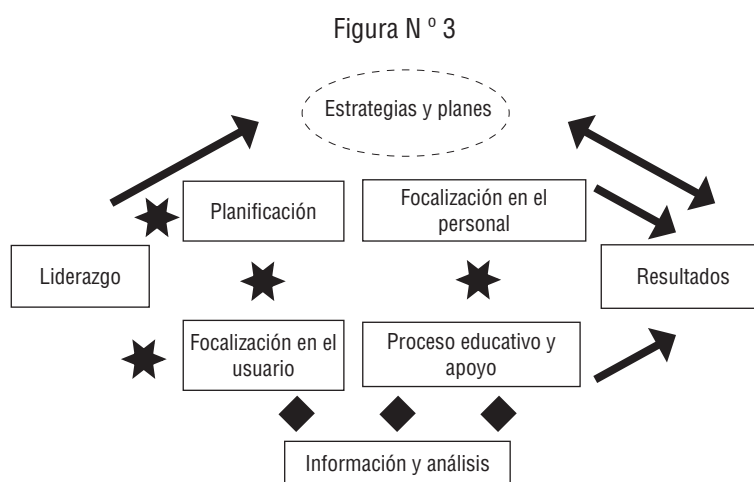 Figura N º 3
Estrategias y planes
Planificación
Focalización en el
personal
Liderazgo
Resultados
Focalización en el
usuario
Proceso educativo y
apoyo
Información y análisis